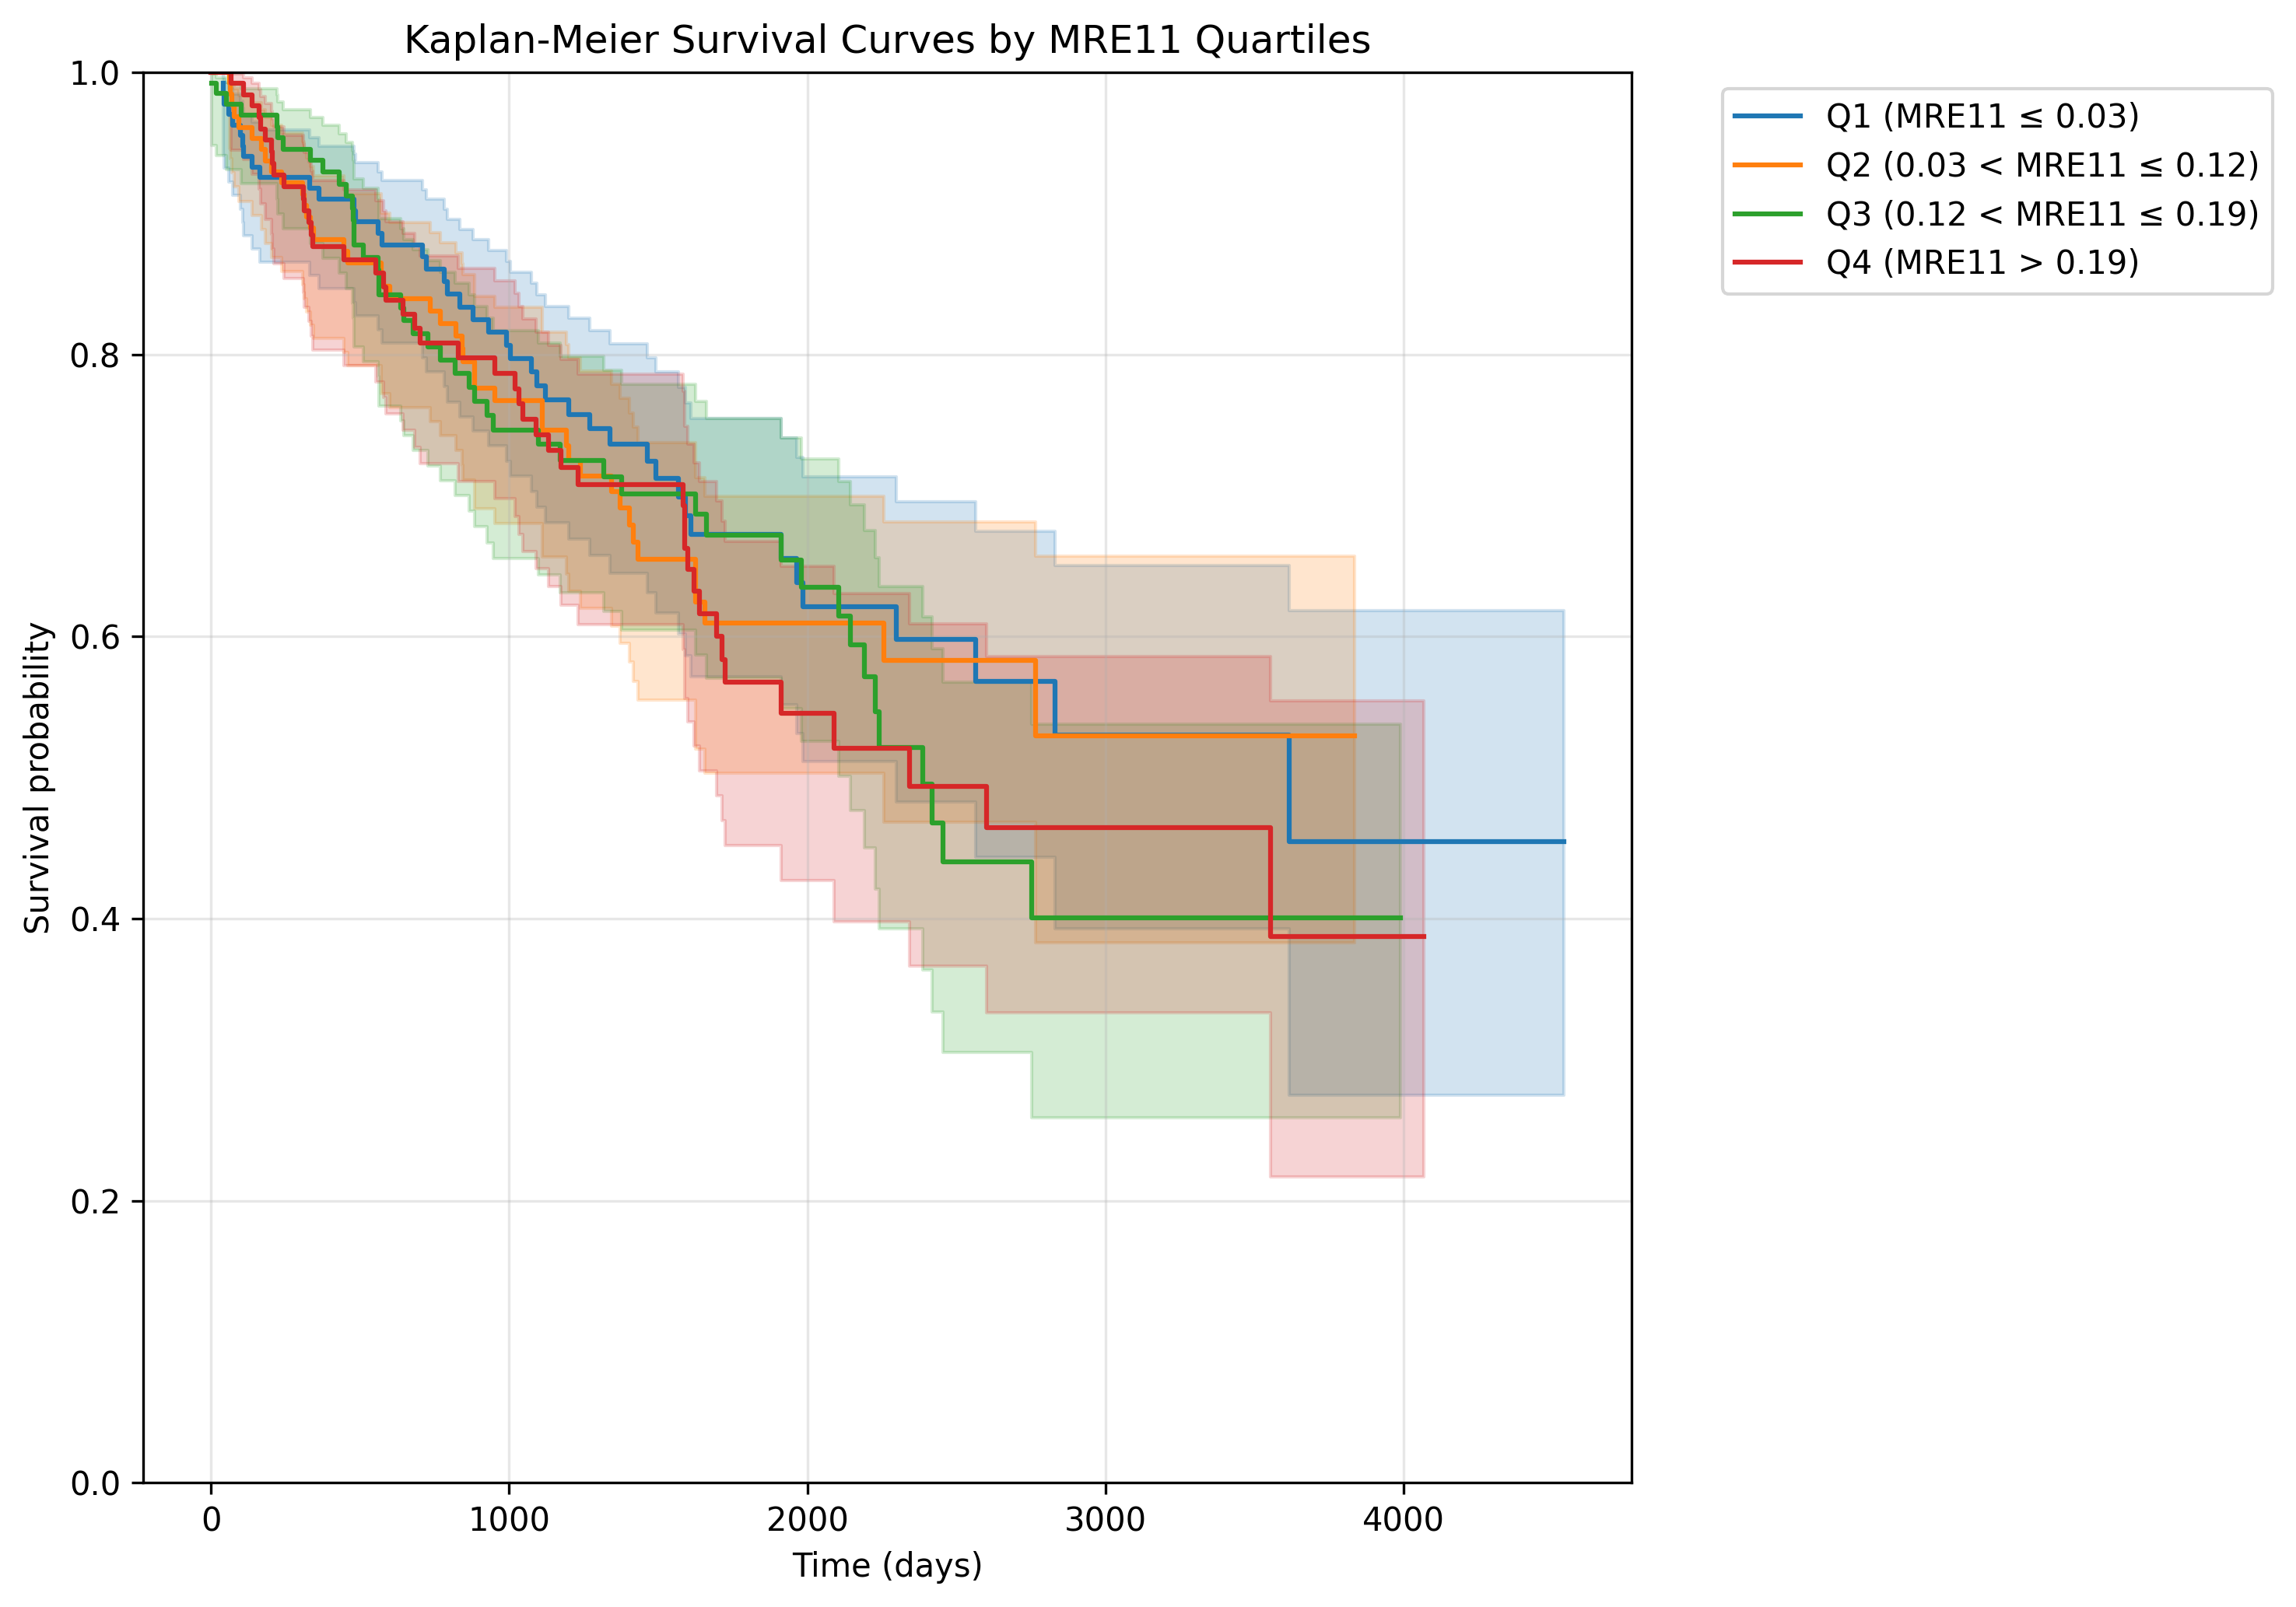 Kaplan-Meier Survival Curves by MRE11 Quartiles
1.0
0.8
0.6
0.4
0.2
0.0
Survival probability
0 1000 2000 3000 4000
Time (days)
Q1 (MRE11 ≤ 0.03)
Q2 (0.03 < MRE11 ≤ 0.12)
Q3 (0.12 < MRE11 ≤ 0.19)
Q4 (MRE11 > 0.19)